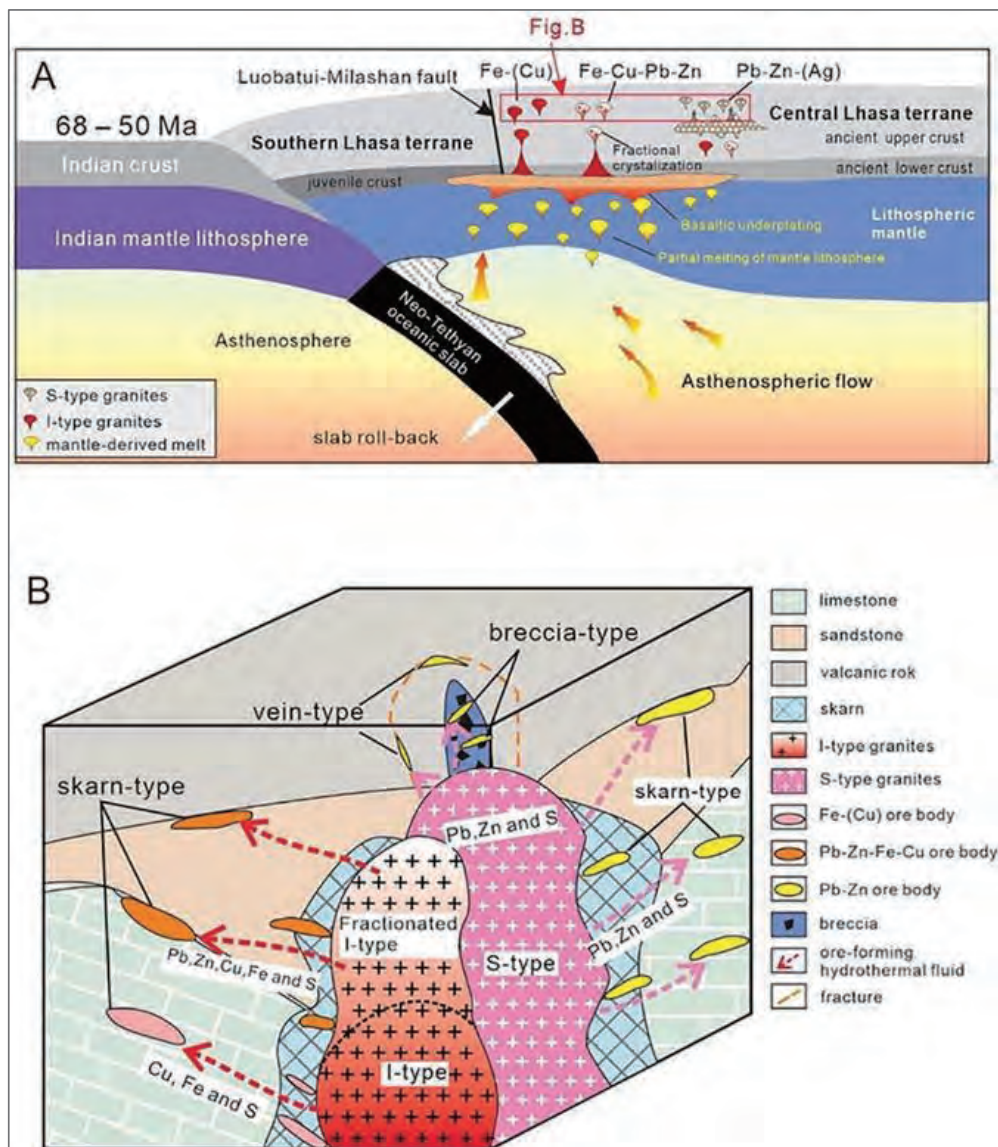 Fig.B
A
Luobatui-Milashan fault
Fe-(Cu)
Fe-Cu-Pb-Zn
Pb-Zn-(Ag)
68 – 50 Ma
Central Lhasa terrane
Southern Lhasa terrane
ancient upper crust
Indian crust
Fractional
crystalization
ancient lower crust
juvenile crust
Lithospheric
mantle
Basaltic underplating
Indian mantle lithosphere
Partial melting of mantle lithosphere
Neo-Tethyan
oceanic slab
Asthenosphere
Asthenospheric flow
S-type granites
I-type granites
mantle-derived melt
slab roll-back
B
breccia-type
vein-type
skarn-type
skarn-type
Pb,Zn and S
Fractionated
I-type
S-type
Pb,Zn and S
Pb,Zn,Cu,Fe and S
I-type
Cu, Fe and S
limestone
sandstone
valcanic rok
skarn
I-type granites
S-type granites
Fe-(Cu) ore body
Pb-Zn-Fe-Cu ore body
Pb-Zn ore body
breccia
ore-forming
hydrothermal fluid
fracture